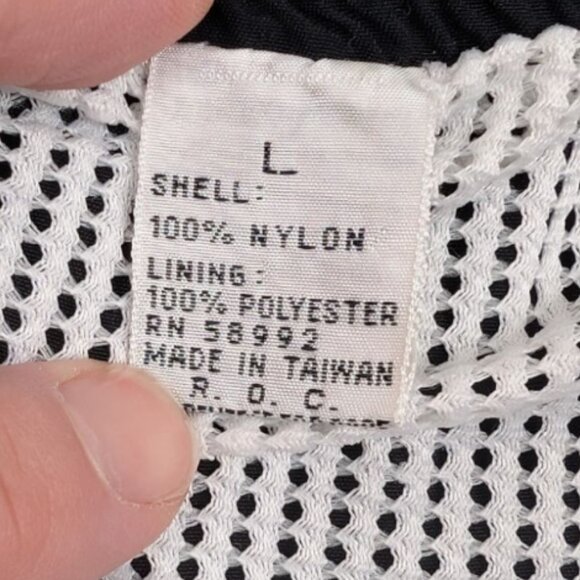 L
SHELL:
100% NYLON
LINING:
100% POLYESTER
RN 58992
MADE IN TAIWAN
R. O. C.